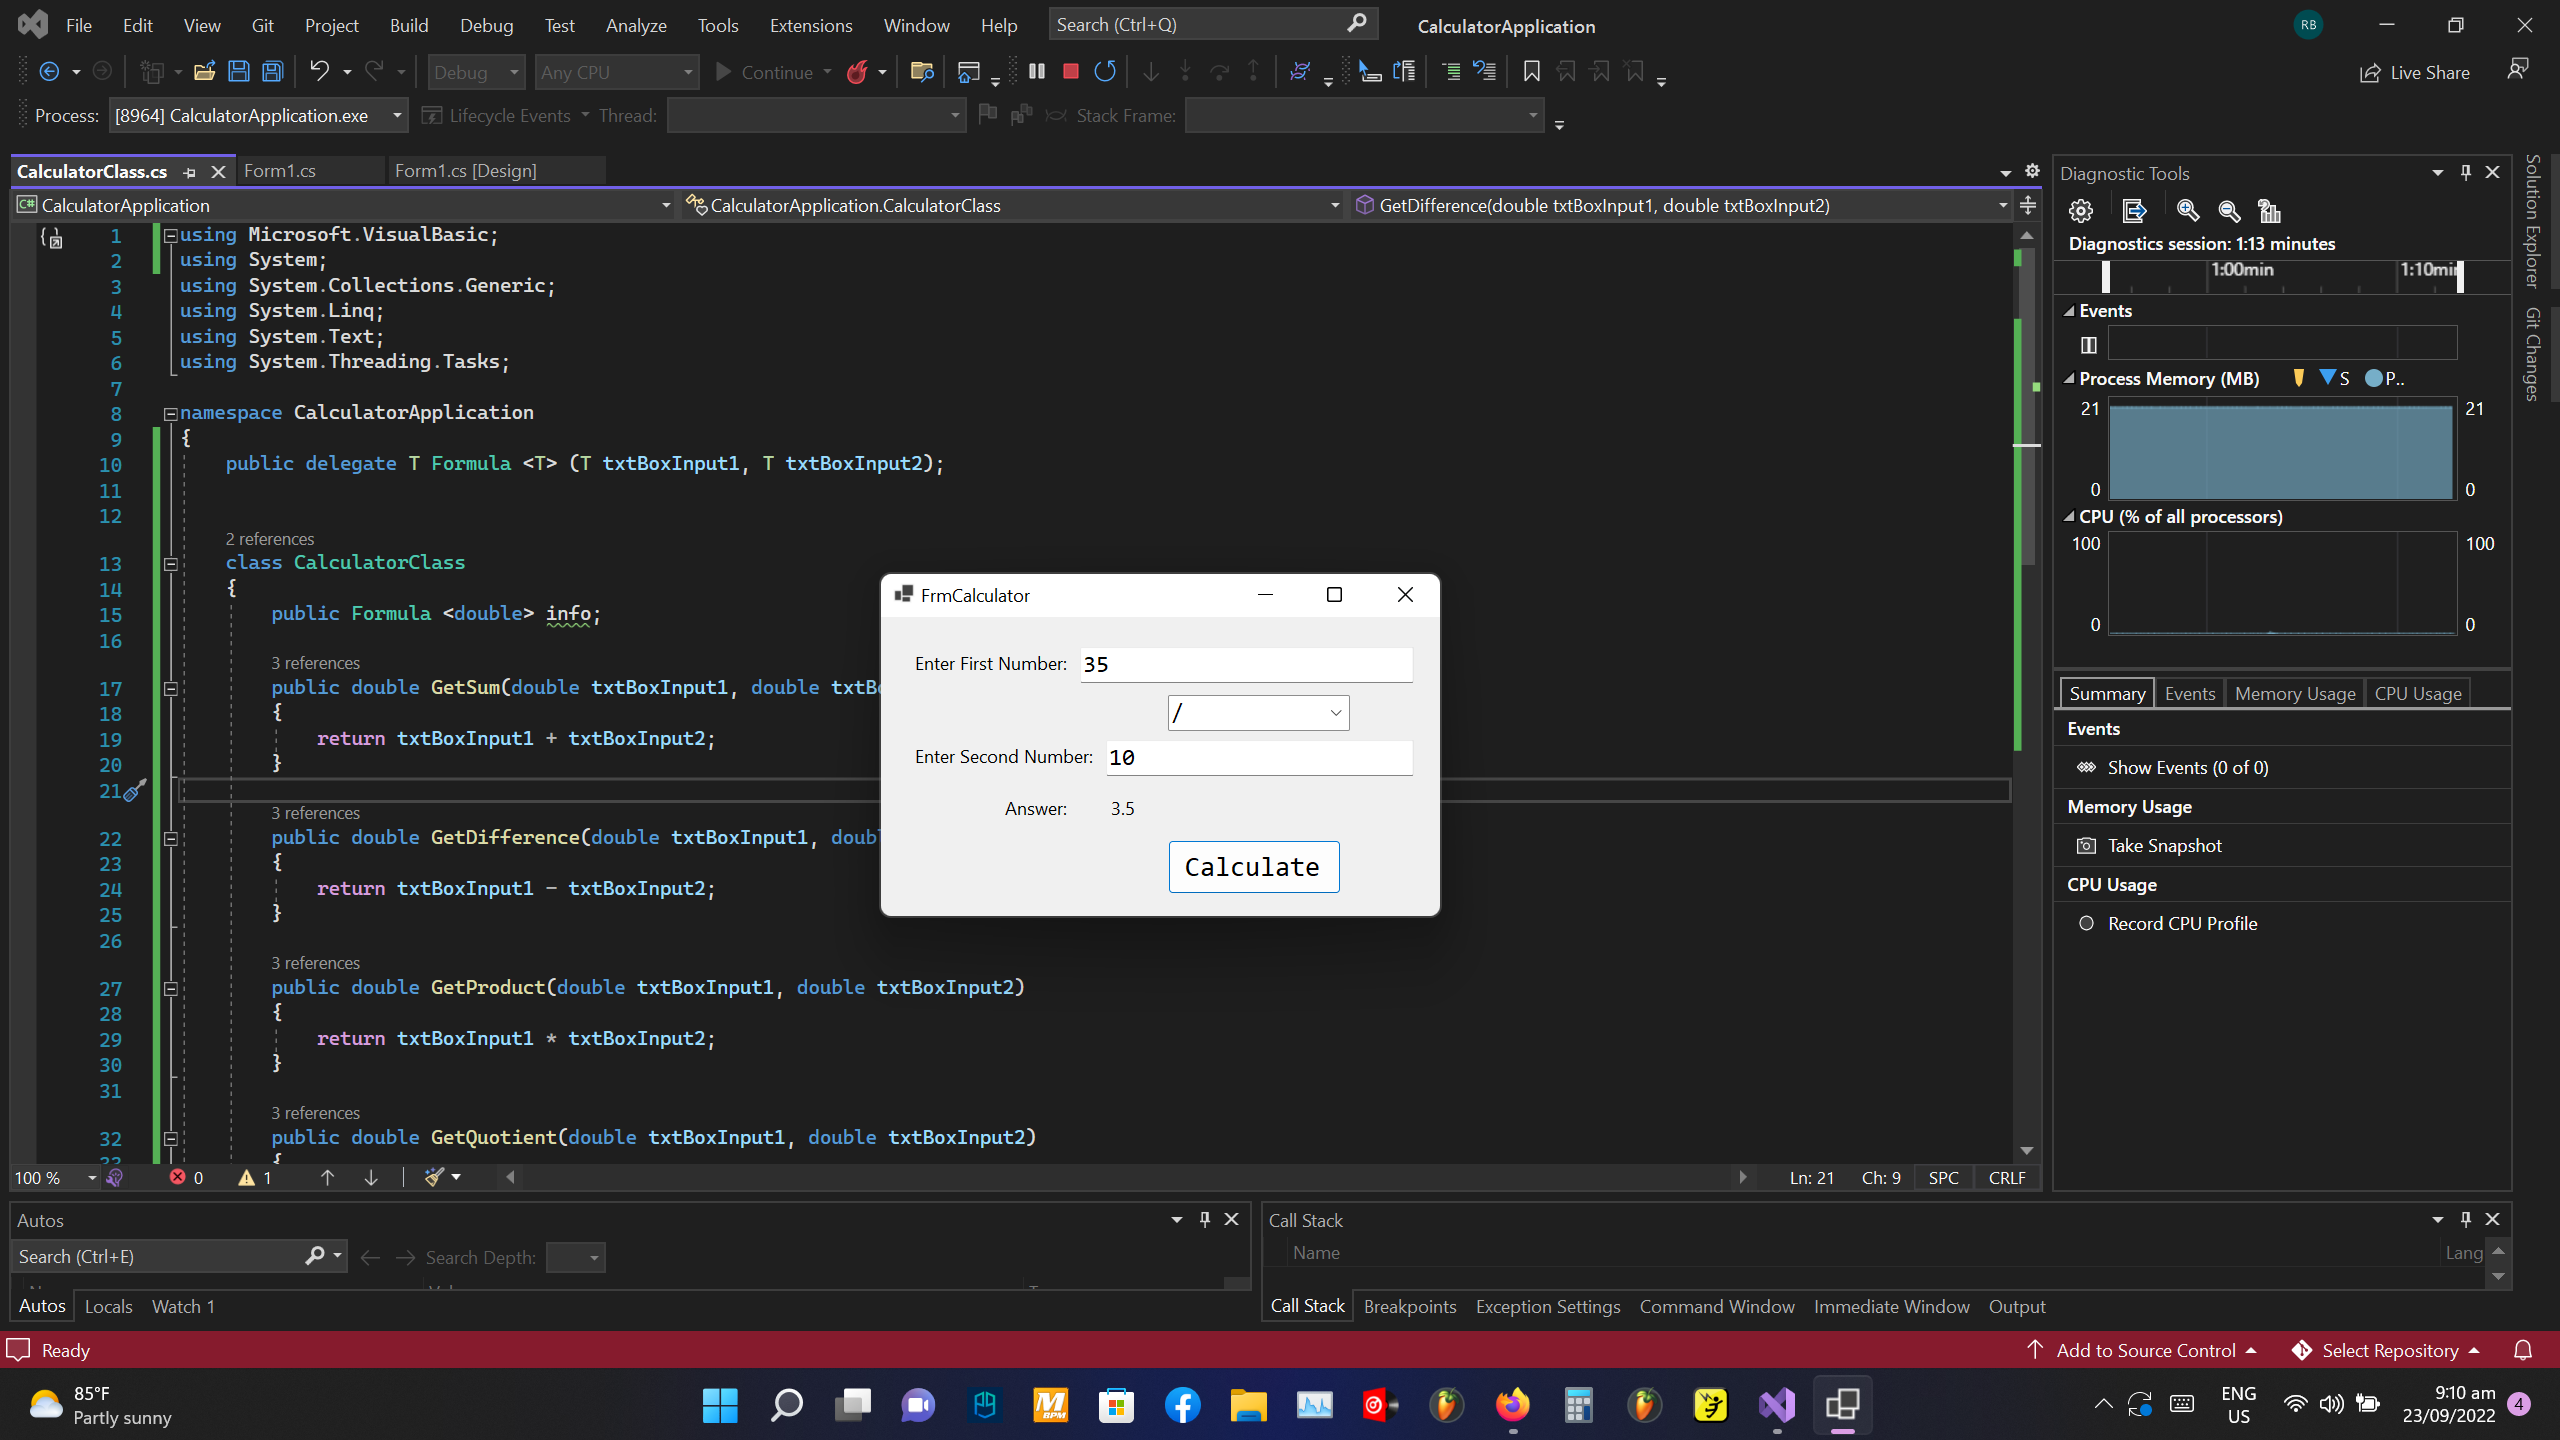 File Edit View Git Project Build Debug Test Analyze Tools Extensions Window Help Search (Ctrl+Q) CalculatorApplication RB
Debug Any CPU Continue Live Share
Process: [8964] CalculatorApplication.exe Lifecycle Events Thread: Stack Frame:
CalculatorClass.cs Form1.cs Form1.cs [Design]
C# CalculatorApplication CalculatorApplication.CalculatorClass GetDifference(double txtBoxInput1, double txtBoxInput2)
1 using Microsoft.VisualBasic;
2 using System;
3 using System.Collections.Generic;
4 using System.Linq;
5 using System.Text;
6 using System.Threading.Tasks;
7
8 namespace CalculatorApplication
9 {
10 public delegate T Formula <T> (T txtBoxInput1, T txtBoxInput2);
11
12
2 references
13 class CalculatorClass
14 {
15 public Formula <double> info;
16
3 references
17 public double GetSum(double txtBoxInput1, double txtB
18 {
19 return txtBoxInput1 + txtBoxInput2;
20 }
21
3 references
22 public double GetDifference(double txtBoxInput1, doubl
23 {
24 return txtBoxInput1 - txtBoxInput2;
25 }
26
3 references
27 public double GetProduct(double txtBoxInput1, double txtBoxInput2)
28 {
29 return txtBoxInput1 * txtBoxInput2;
30 }
31
3 references
32 public double GetQuotient(double txtBoxInput1, double txtBoxInput2)
{
FrmCalculator
Enter First Number: 35
/
Enter Second Number: 10
Answer: 3.5
Calculate
100 % 0 1 Ln: 21 Ch: 9 SPC CRLF
Diagnostic Tools
Diagnostics session: 1:13 minutes
1:00min 1:10min
Events
Process Memory (MB) S P..
21 21
0 0
CPU (% of all processors)
100 100
0 0
Summary Events Memory Usage CPU Usage
Events
Show Events (0 of 0)
Memory Usage
Take Snapshot
CPU Usage
Record CPU Profile
Solution Explorer
Git Changes
Autos
Search (Ctrl+E) Search Depth:
Autos Locals Watch 1
Call Stack
Name Lang
Call Stack Breakpoints Exception Settings Command Window Immediate Window Output
Ready Add to Source Control Select Repository
85°F
Partly sunny
M
BPM
ENG
US
9:10 am
23/09/2022
4